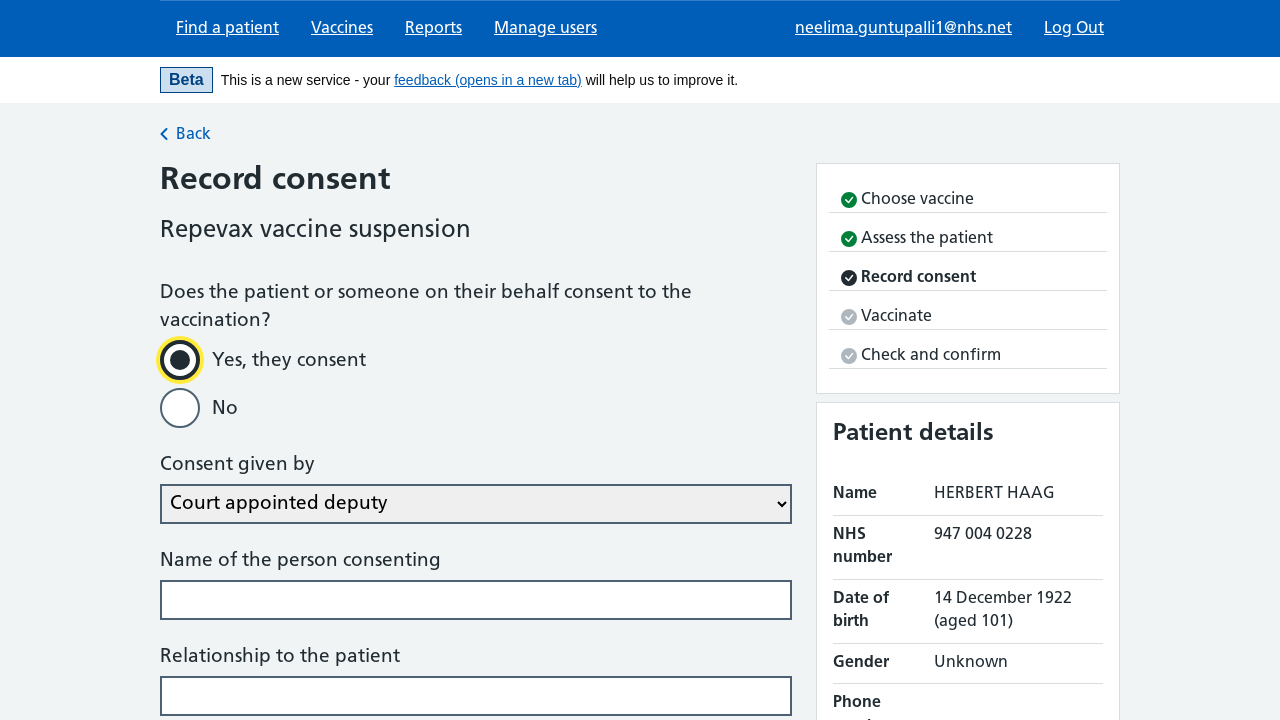 Find a patient
Vaccines
Reports
Manage users
neelima.guntupalli1@nhs.net
Log Out
Beta
This is a new service - your feedback (opens in a new tab) will help us to improve it.
Back
Record consent
Repevax vaccine suspension
Does the patient or someone on their behalf consent to the
vaccination?
Yes, they consent
No
Consent given by
Court appointed deputy
Name of the person consenting
Relationship to the patient
Choose vaccine
Assess the patient
Record consent
Vaccinate
Check and confirm
Patient details
Name HERBERT HAAG
NHS 947 004 0228
number
Date of 14 December 1922
birth (aged 101)
Gender Unknown
Phone